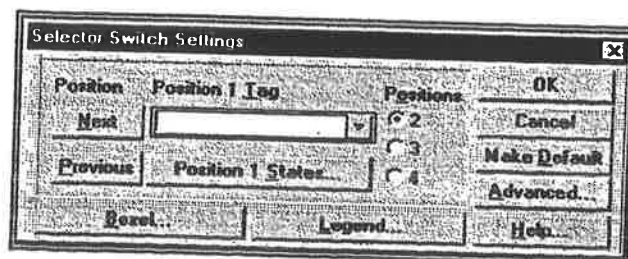 Selector Switch Settings
Position
Position 1 Tag
Positions
OK
Next
2
Cancel
3
Make Default
Previous
Position 1 States...
4
Advanced...
Bezel...
Legend...
Help...